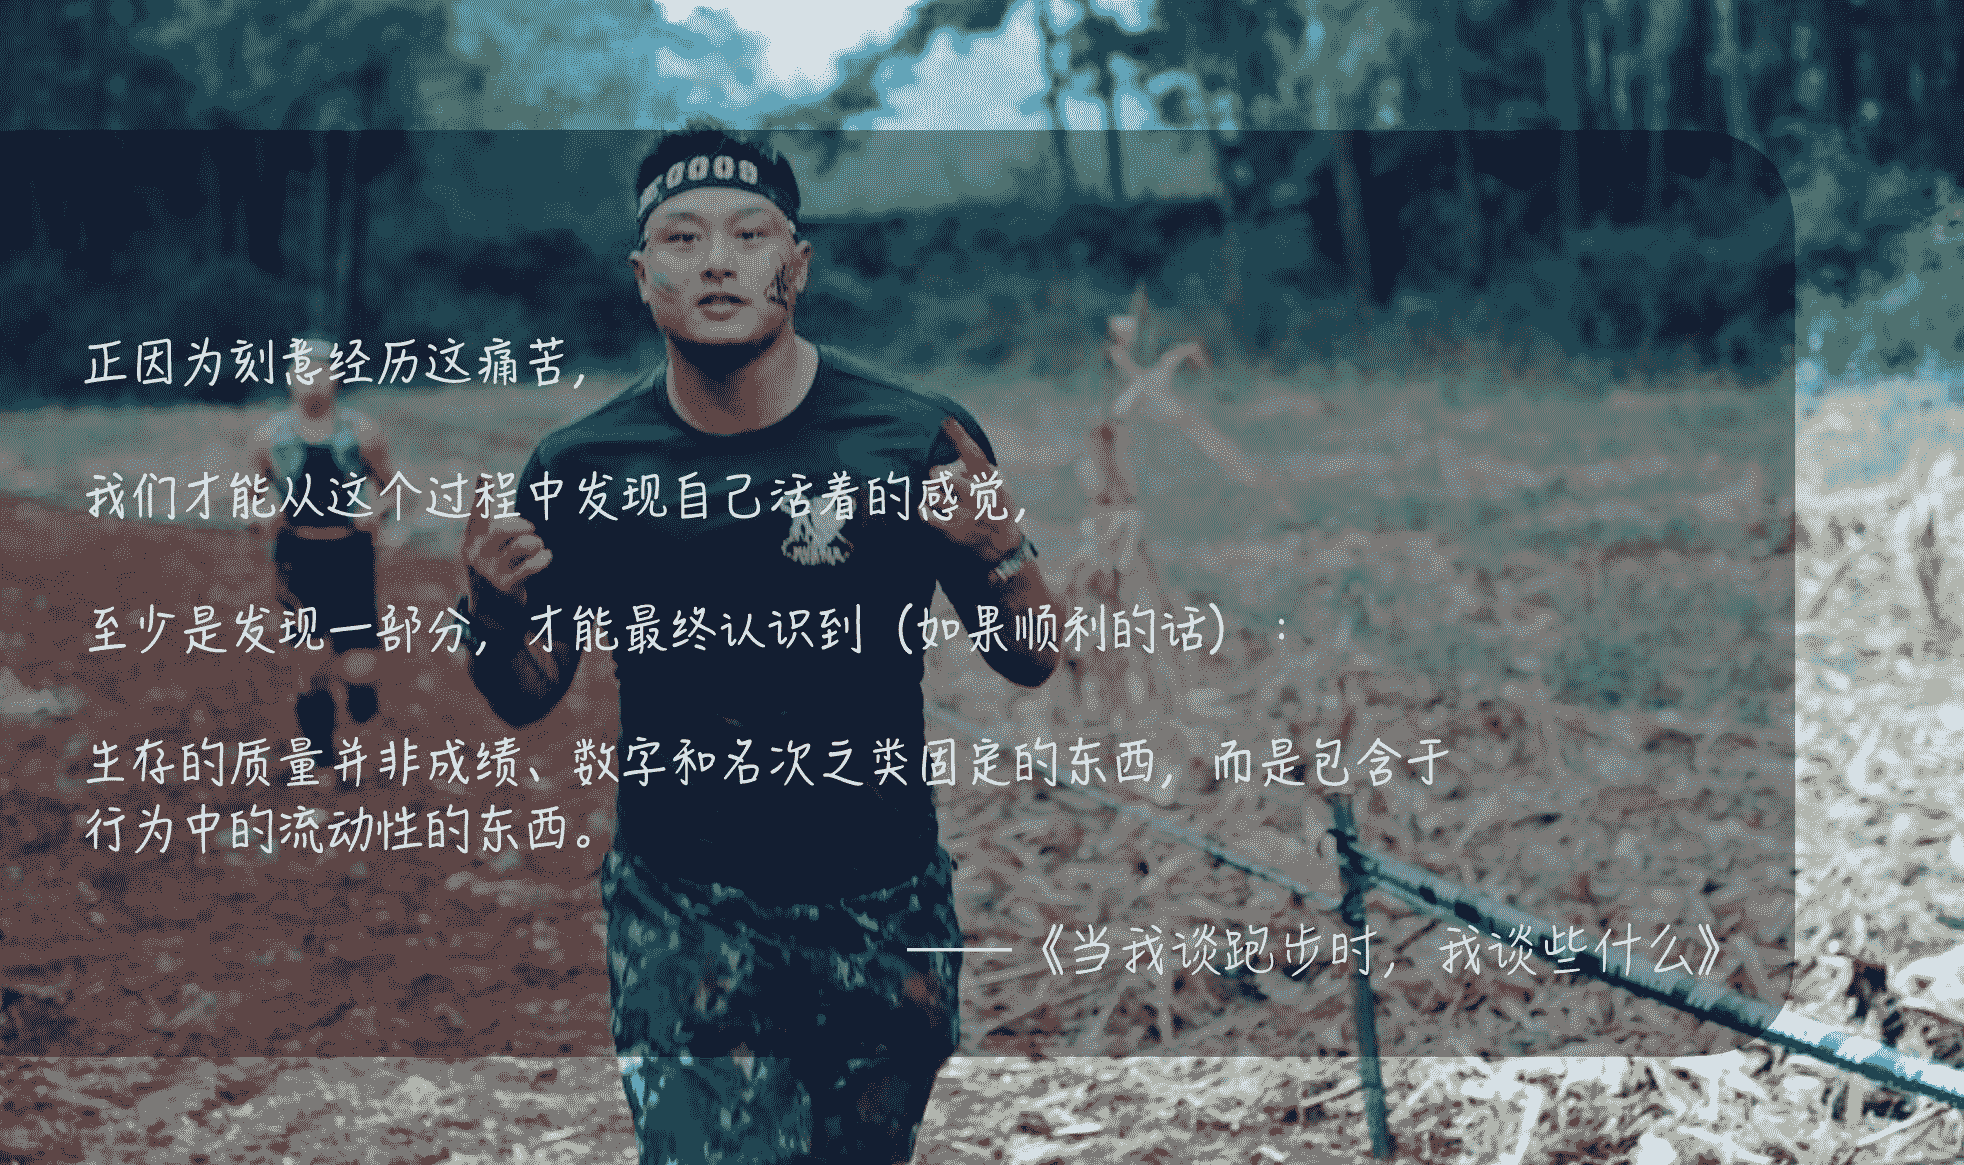 正因为刻意经历这痛苦，
我们才能从这个过程中发现自己活着的感觉，
至少是发现一部分，才能最终认识到（如果顺利的话）：
生存的质量并非成绩、数字和名次之类固定的东西，而是包含于
行为中的流动性的东西。
——《当我谈跑步时，我谈些什么》